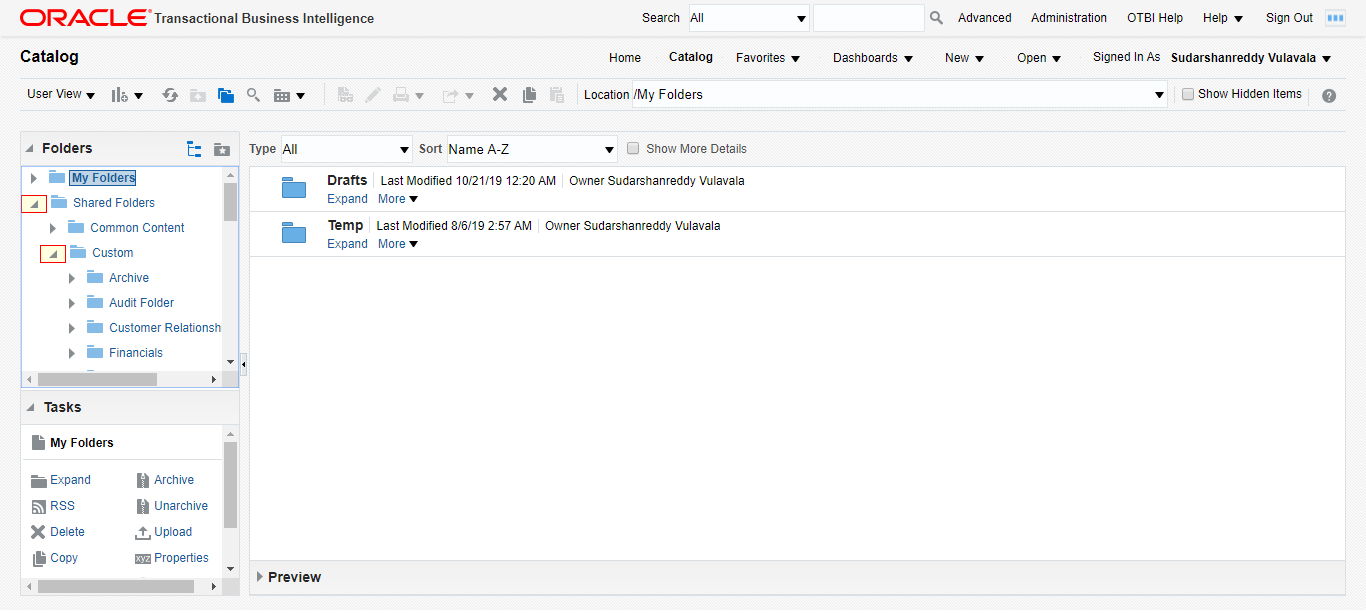 ORACLE Transactional Business Intelligence
Search All Advanced Administration OTBI Help Help Sign Out
Catalog
Home Catalog Favorites Dashboards New Open Signed In As Sudarshanreddy Vulavala
User View
Location /My Folders
Show Hidden Items
Folders
My Folders
Shared Folders
Common Content
Custom
Archive
Audit Folder
Customer Relationsh
Financials
Tasks
My Folders
Expand Archive
RSS Unarchive
Delete Upload
Copy xyz Properties
Type All Sort Name A-Z Show More Details
Drafts Last Modified 10/21/19 12:20 AM Owner Sudarshanreddy Vulavala
Expand More
Temp Last Modified 8/6/19 2:57 AM Owner Sudarshanreddy Vulavala
Expand More
Preview